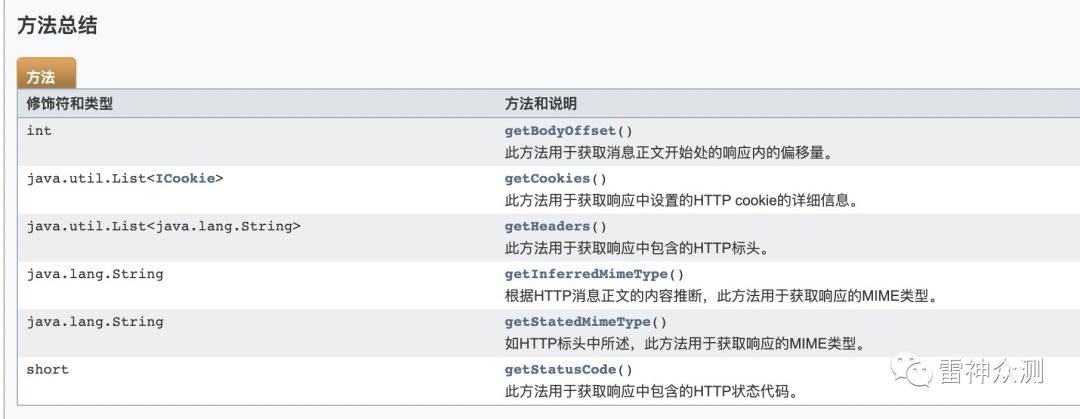 方法总结
方法
修饰符和类型 方法和说明
int getBodyOffset()
此方法用于获取消息正文开始处的响应内的偏移量。
java.util.List<ICookie> getCookies()
此方法用于获取响应中设置的HTTP cookie的详细信息。
java.util.List<java.lang.String> getHeaders()
此方法用于获取响应中包含的HTTP标头。
java.lang.String getInferredMimeType()
根据HTTP消息正文的内容推断，此方法用于获取响应的MIME类型。
java.lang.String getStatedMimeType()
如HTTP标头中所述，此方法用于获取响应的MIME类型。
short getStatusCode()
此方法用于获取响应中包含的HTTP状态代码。
雷神众测